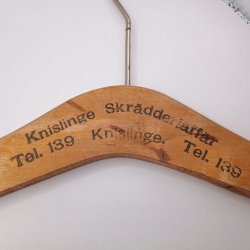 Knislinge Skrädderiaffär
Tel. 139 Knislinge. Tel. 139